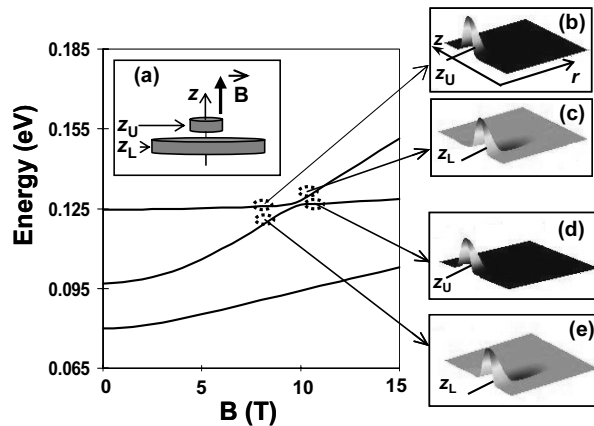 Energy (eV)
0.185
0.155
0.125
0.095
0.065
0
5
10
15
B (T)
(a)
z
B
zU
zL
(b)
z
zU
r
(c)
zL
(d)
zU
(e)
zL